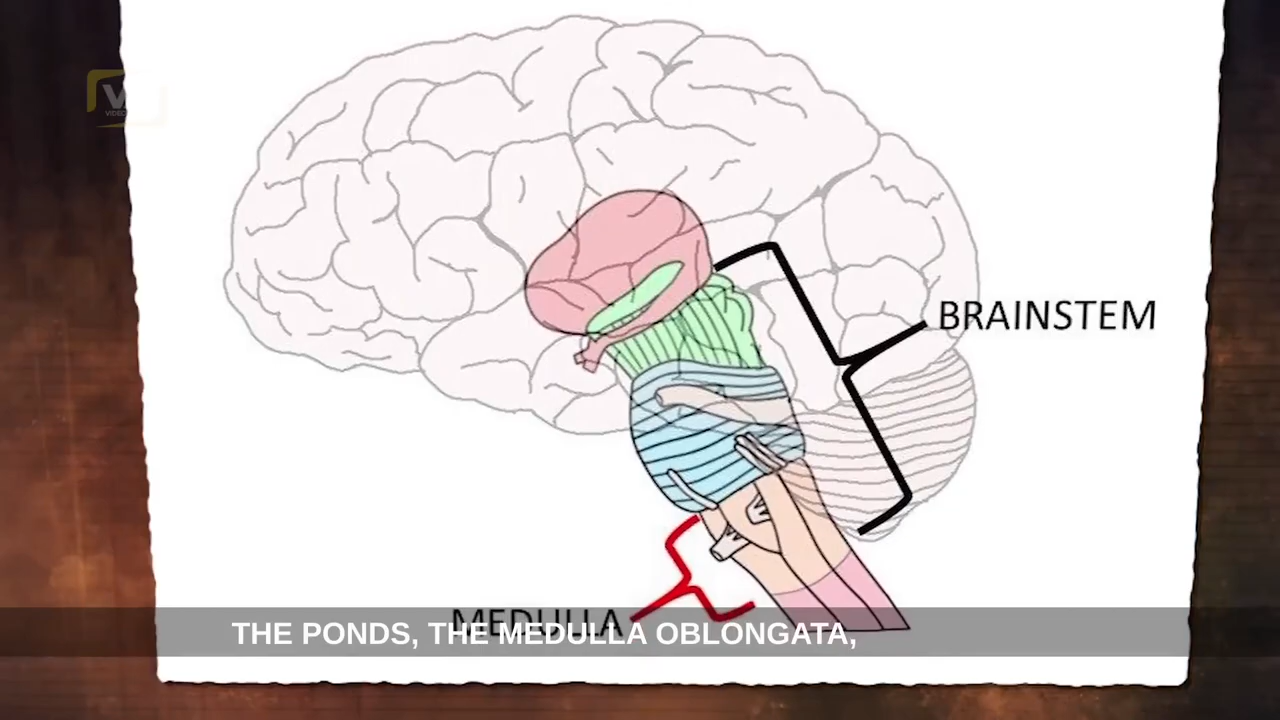 BRAINSTEM
MEDULLA
THE PONDS, THE MEDULLA OBLONGATA,